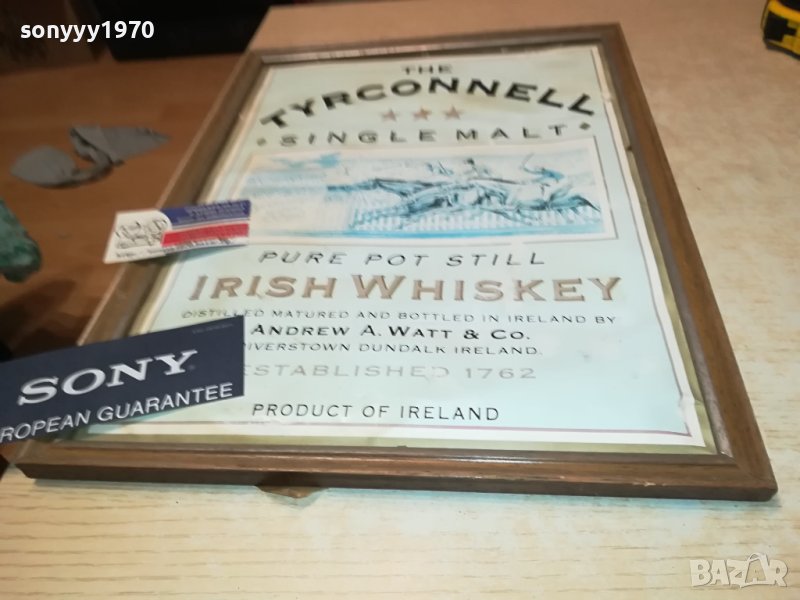 sonyyy1970
THE
TYRCONNELL
SINGLE MALT
PURE POT STILL
IRISH WHISKEY
DISTILLED MATURED AND BOTTLED IN IRELAND BY
ANDREW A. WATT & CO.
RIVERSTOWN DUNDALK IRELAND.
ESTABLISHED 1762
PRODUCT OF IRELAND
SONY
ROPEAN GUARANTEE
BAZAR